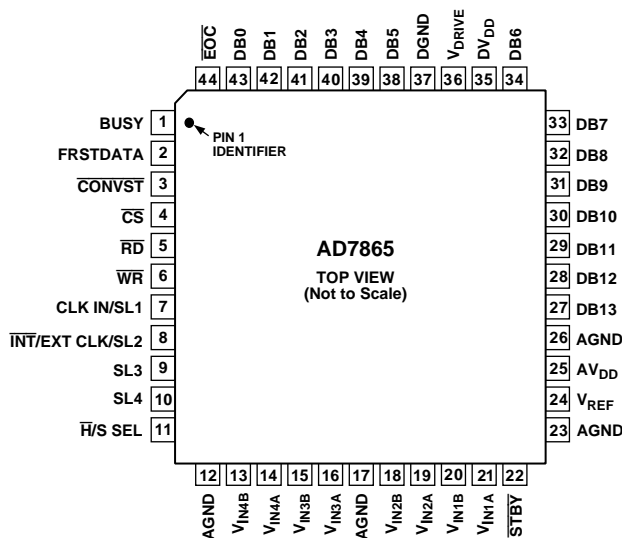 EOC DB0 DB1 DB2 DB3 DB4 DB5 DGND VDRIVE DVDD DB6
44 43 42 41 40 39 38 37 36 35 34
BUSY 1
FRSTDATA 2
CONVST 3
CS 4
RD 5
WR 6
CLK IN/SL1 7
INT/EXT CLK/SL2 8
SL3 9
SL4 10
H/S SEL 11
PIN 1
IDENTIFIER
AD7865
TOP VIEW
(Not to Scale)
33 DB7
32 DB8
31 DB9
30 DB10
29 DB11
28 DB12
27 DB13
26 AGND
25 AVDD
24 VREF
23 AGND
12 13 14 15 16 17 18 19 20 21 22
AGND VIN4B VIN4A VIN3B VIN3A AGND VIN2B VIN2A VIN1B VIN1A STBY